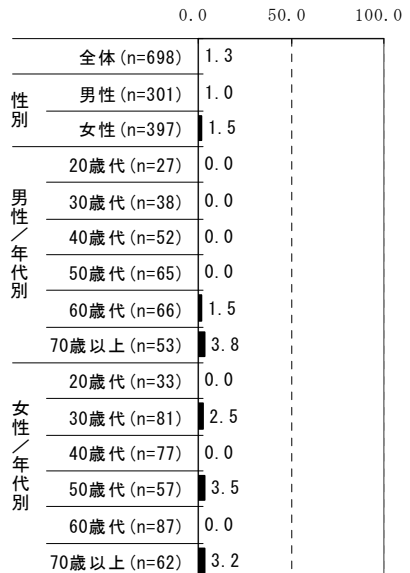 0.0 50.0 100.0
全体(n=698) 1.3
性別
男性(n=301) 1.0
女性(n=397) 1.5
男性／年代別
20歳代(n=27) 0.0
30歳代(n=38) 0.0
40歳代(n=52) 0.0
50歳代(n=65) 0.0
60歳代(n=66) 1.5
70歳以上(n=53) 3.8
女性／年代別
20歳代(n=33) 0.0
30歳代(n=81) 2.5
40歳代(n=77) 0.0
50歳代(n=57) 3.5
60歳代(n=87) 0.0
70歳以上(n=62) 3.2